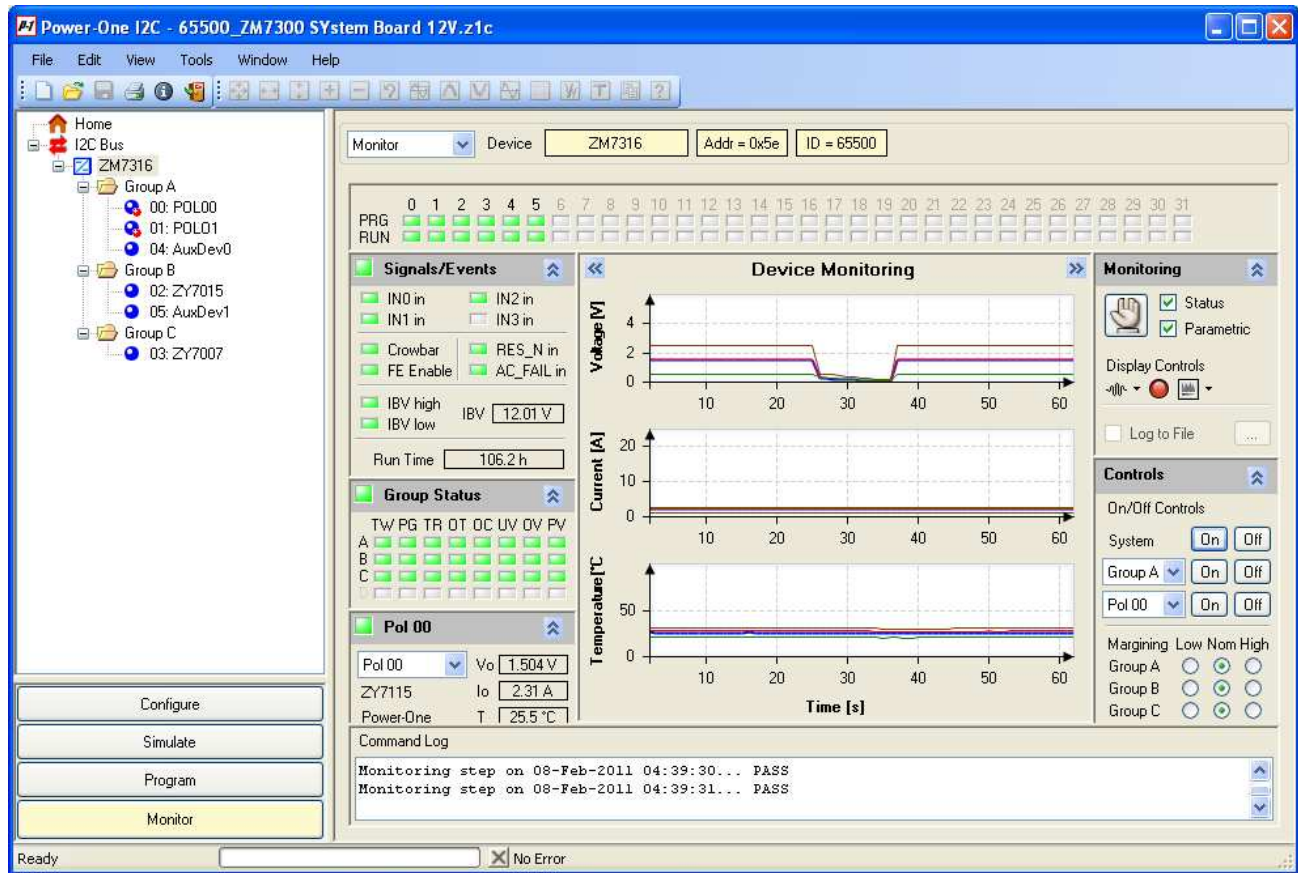 Power-One I2C - 65500_ZM7300 SYstem Board 12V.z1c
File Edit View Tools Window Help
Home
I2C Bus
ZM7316
Group A
00: POL00
01: POL01
04: AuxDev0
Group B
02: ZY7015
05: AuxDev1
Group C
03: ZY7007
Configure
Simulate
Program
Monitor
Monitor Device ZM7316 Addr = 0x5e ID = 65500
0 1 2 3 4 5 6 7 8 9 10 11 12 13 14 15 16 17 18 19 20 21 22 23 24 25 26 27 28 29 30 31
PRG
RUN
Signals/Events
IN0 in IN2 in
IN1 in IN3 in
Crowbar RES_N in
FE Enable AC_FAIL in
IBV high
IBV 12.01 V
IBV low
Run Time 106.2 h
Group Status
TW PG TR OT OC UV OV PV
A
B
C
D
Pol 00
Pol 00 Vo 1.504 V
ZY7115 Io 2.31 A
Power-One T 25.5 °C
Device Monitoring
Voltage [V]
4
2
0
10 20 30 40 50 60
Current [A]
20
10
0
10 20 30 40 50 60
Temperature [°C
50
0
10 20 30 40 50 60
Time [s]
Monitoring
Status
Parametric
Display Controls
Log to File ...
Controls
On/Off Controls
System On Off
Group A On Off
Pol 00 On Off
Margining Low Nom High
Group A
Group B
Group C
Command Log
Monitoring step on 08-Feb-2011 04:39:30... PASS
Monitoring step on 08-Feb-2011 04:39:31... PASS
Ready No Error